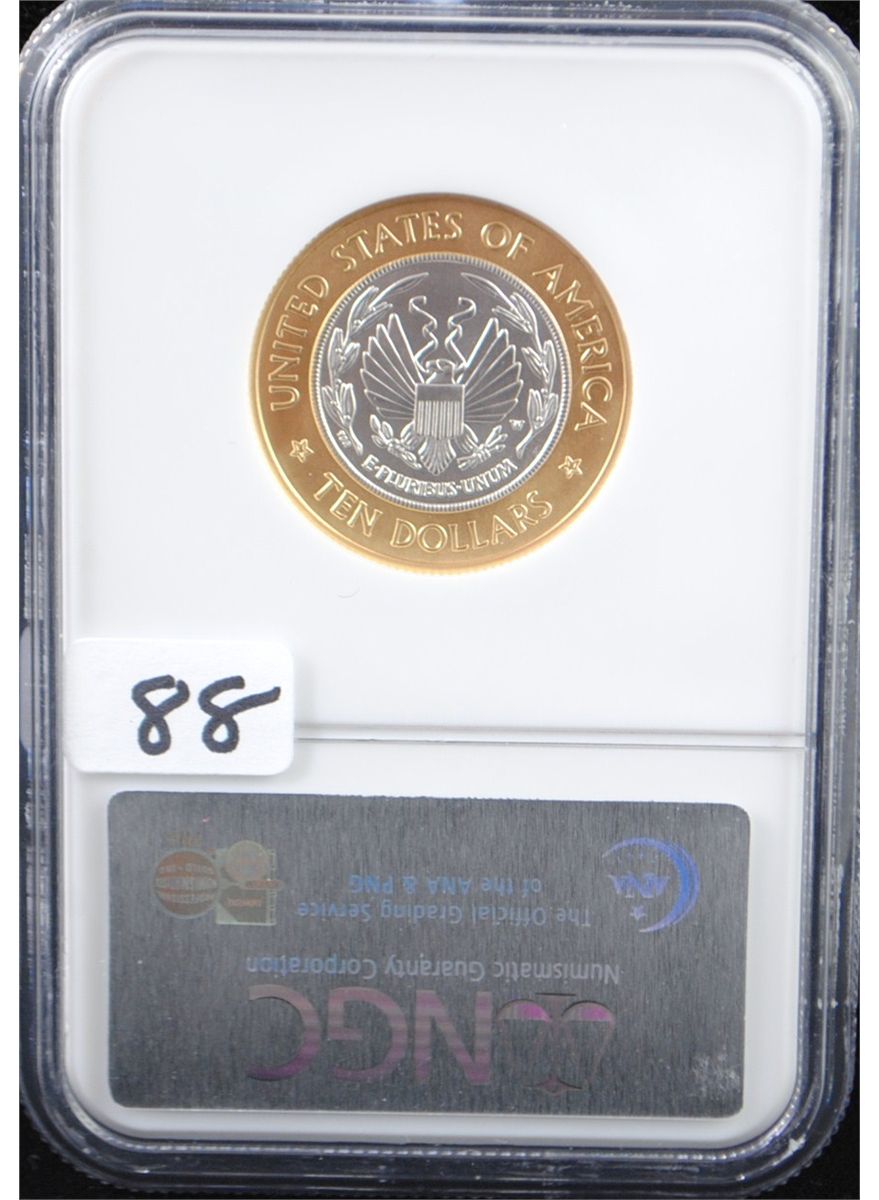 UNITED STATES OF AMERICA
E·PLURIBUS·UNUM
TEN DOLLARS
88
NGC
Numismatic Guaranty Corporation
The Official Grading Service
of the ANA & PNG
ANA